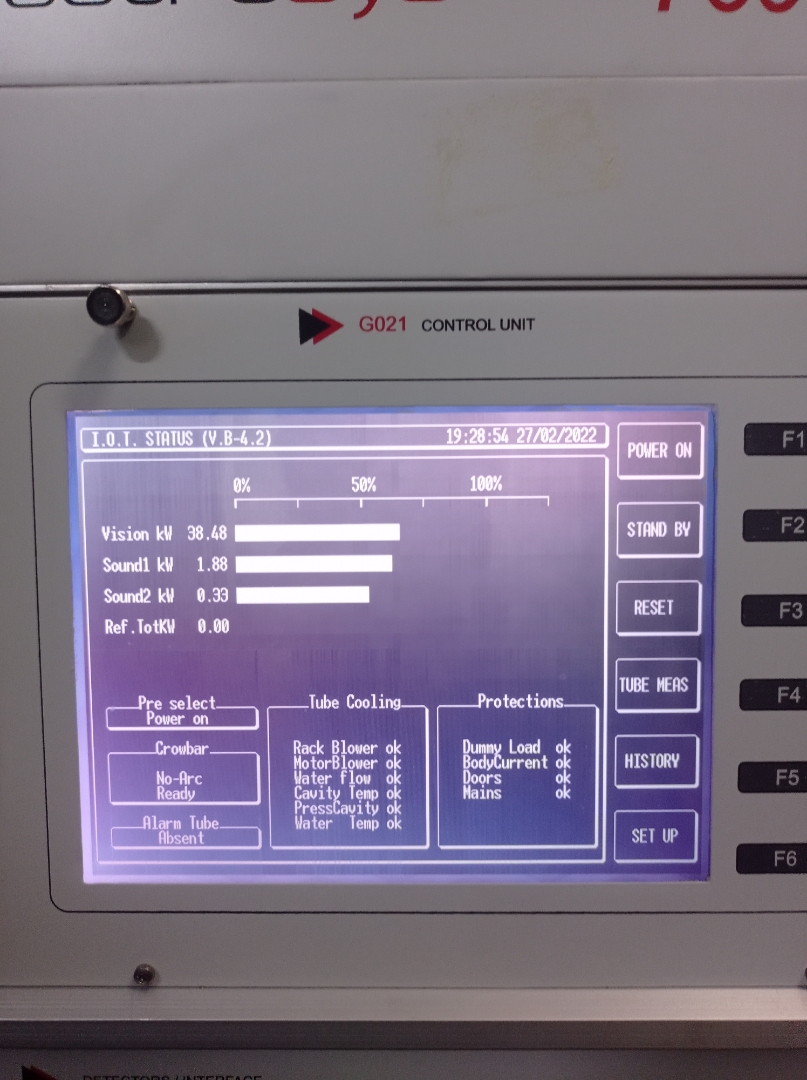 G021 CONTROL UNIT
I.O.T. STATUS (V.B-4.2) 19:28:54 27/02/2022
0% 50% 100%
Vision kW 38.48
Sound1 kW 1.88
Sound2 kW 0.33
Ref.TotKW 0.00
Pre select
Power on
Crowbar
No-Arc
Ready
Alarm Tube
Absent
Tube Cooling
Rack Blower ok
MotorBlower ok
Water flow ok
Cavity Temp ok
PressCavity ok
Water Temp ok
Protections
Dummy Load ok
BodyCurrent ok
Doors ok
Mains ok
POWER ON
STAND BY
RESET
TUBE MEAS
HISTORY
SET UP
F1
F2
F3
F4
F5
F6
DETECTORS / INTERFACE